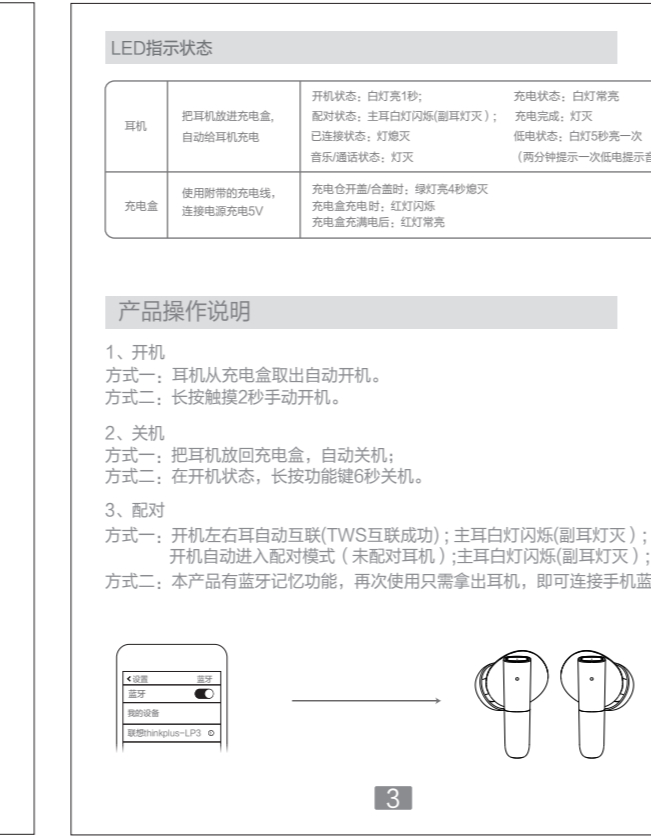 LED指示状态
耳机
把耳机放进充电盒,
自动给耳机充电
开机状态：白灯亮1秒;
充电状态：白灯常亮
配对状态：主耳白灯闪烁(副耳灯灭）；
充电完成：灯灭
已连接状态：灯熄灭
低电状态：白灯5秒亮一次
音乐/通话状态：灯灭
（两分钟提示一次低电提示音
充电盒
使用附带的充电线，
连接电源充电5V
充电仓开盖/合盖时：绿灯亮4秒熄灭
充电盒充电时：红灯闪烁
充电盒充满电后：红灯常亮
产品操作说明
1、开机
方式一：耳机从充电盒取出自动开机。
方式二：长按触摸2秒手动开机。
2、关机
方式一：把耳机放回充电盒，自动关机；
方式二：在开机状态，长按功能键6秒关机。
3、配对
方式一：开机左右耳自动互联(TWS互联成功)；主耳白灯闪烁(副耳灯灭）；
开机自动进入配对模式（未配对耳机）;主耳白灯闪烁(副耳灯灭）；
方式二：本产品有蓝牙记忆功能，再次使用只需拿出耳机，即可连接手机蓝
设置 蓝牙
蓝牙
我的设备
联想thinkplus-LP3
3